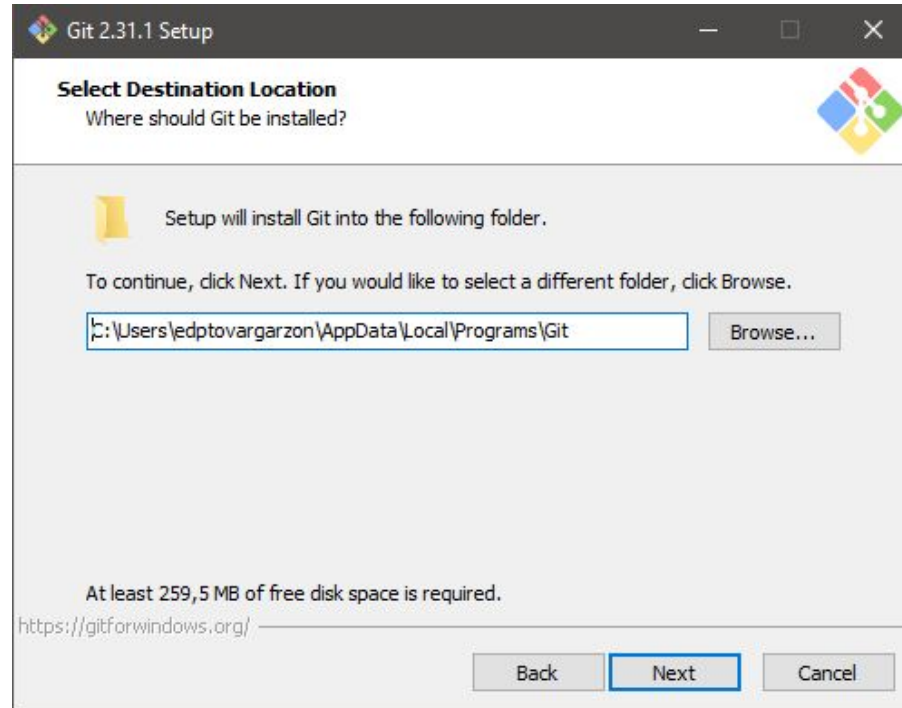 Git 2.31.1 Setup
Select Destination Location
Where should Git be installed?
Setup will install Git into the following folder.
To continue, click Next. If you would like to select a different folder, click Browse.
C:\Users\edptovargarzon\AppData\Local\Programs\Git
Browse...
At least 259,5 MB of free disk space is required.
https://gitforwindows.org/
Back
Next
Cancel